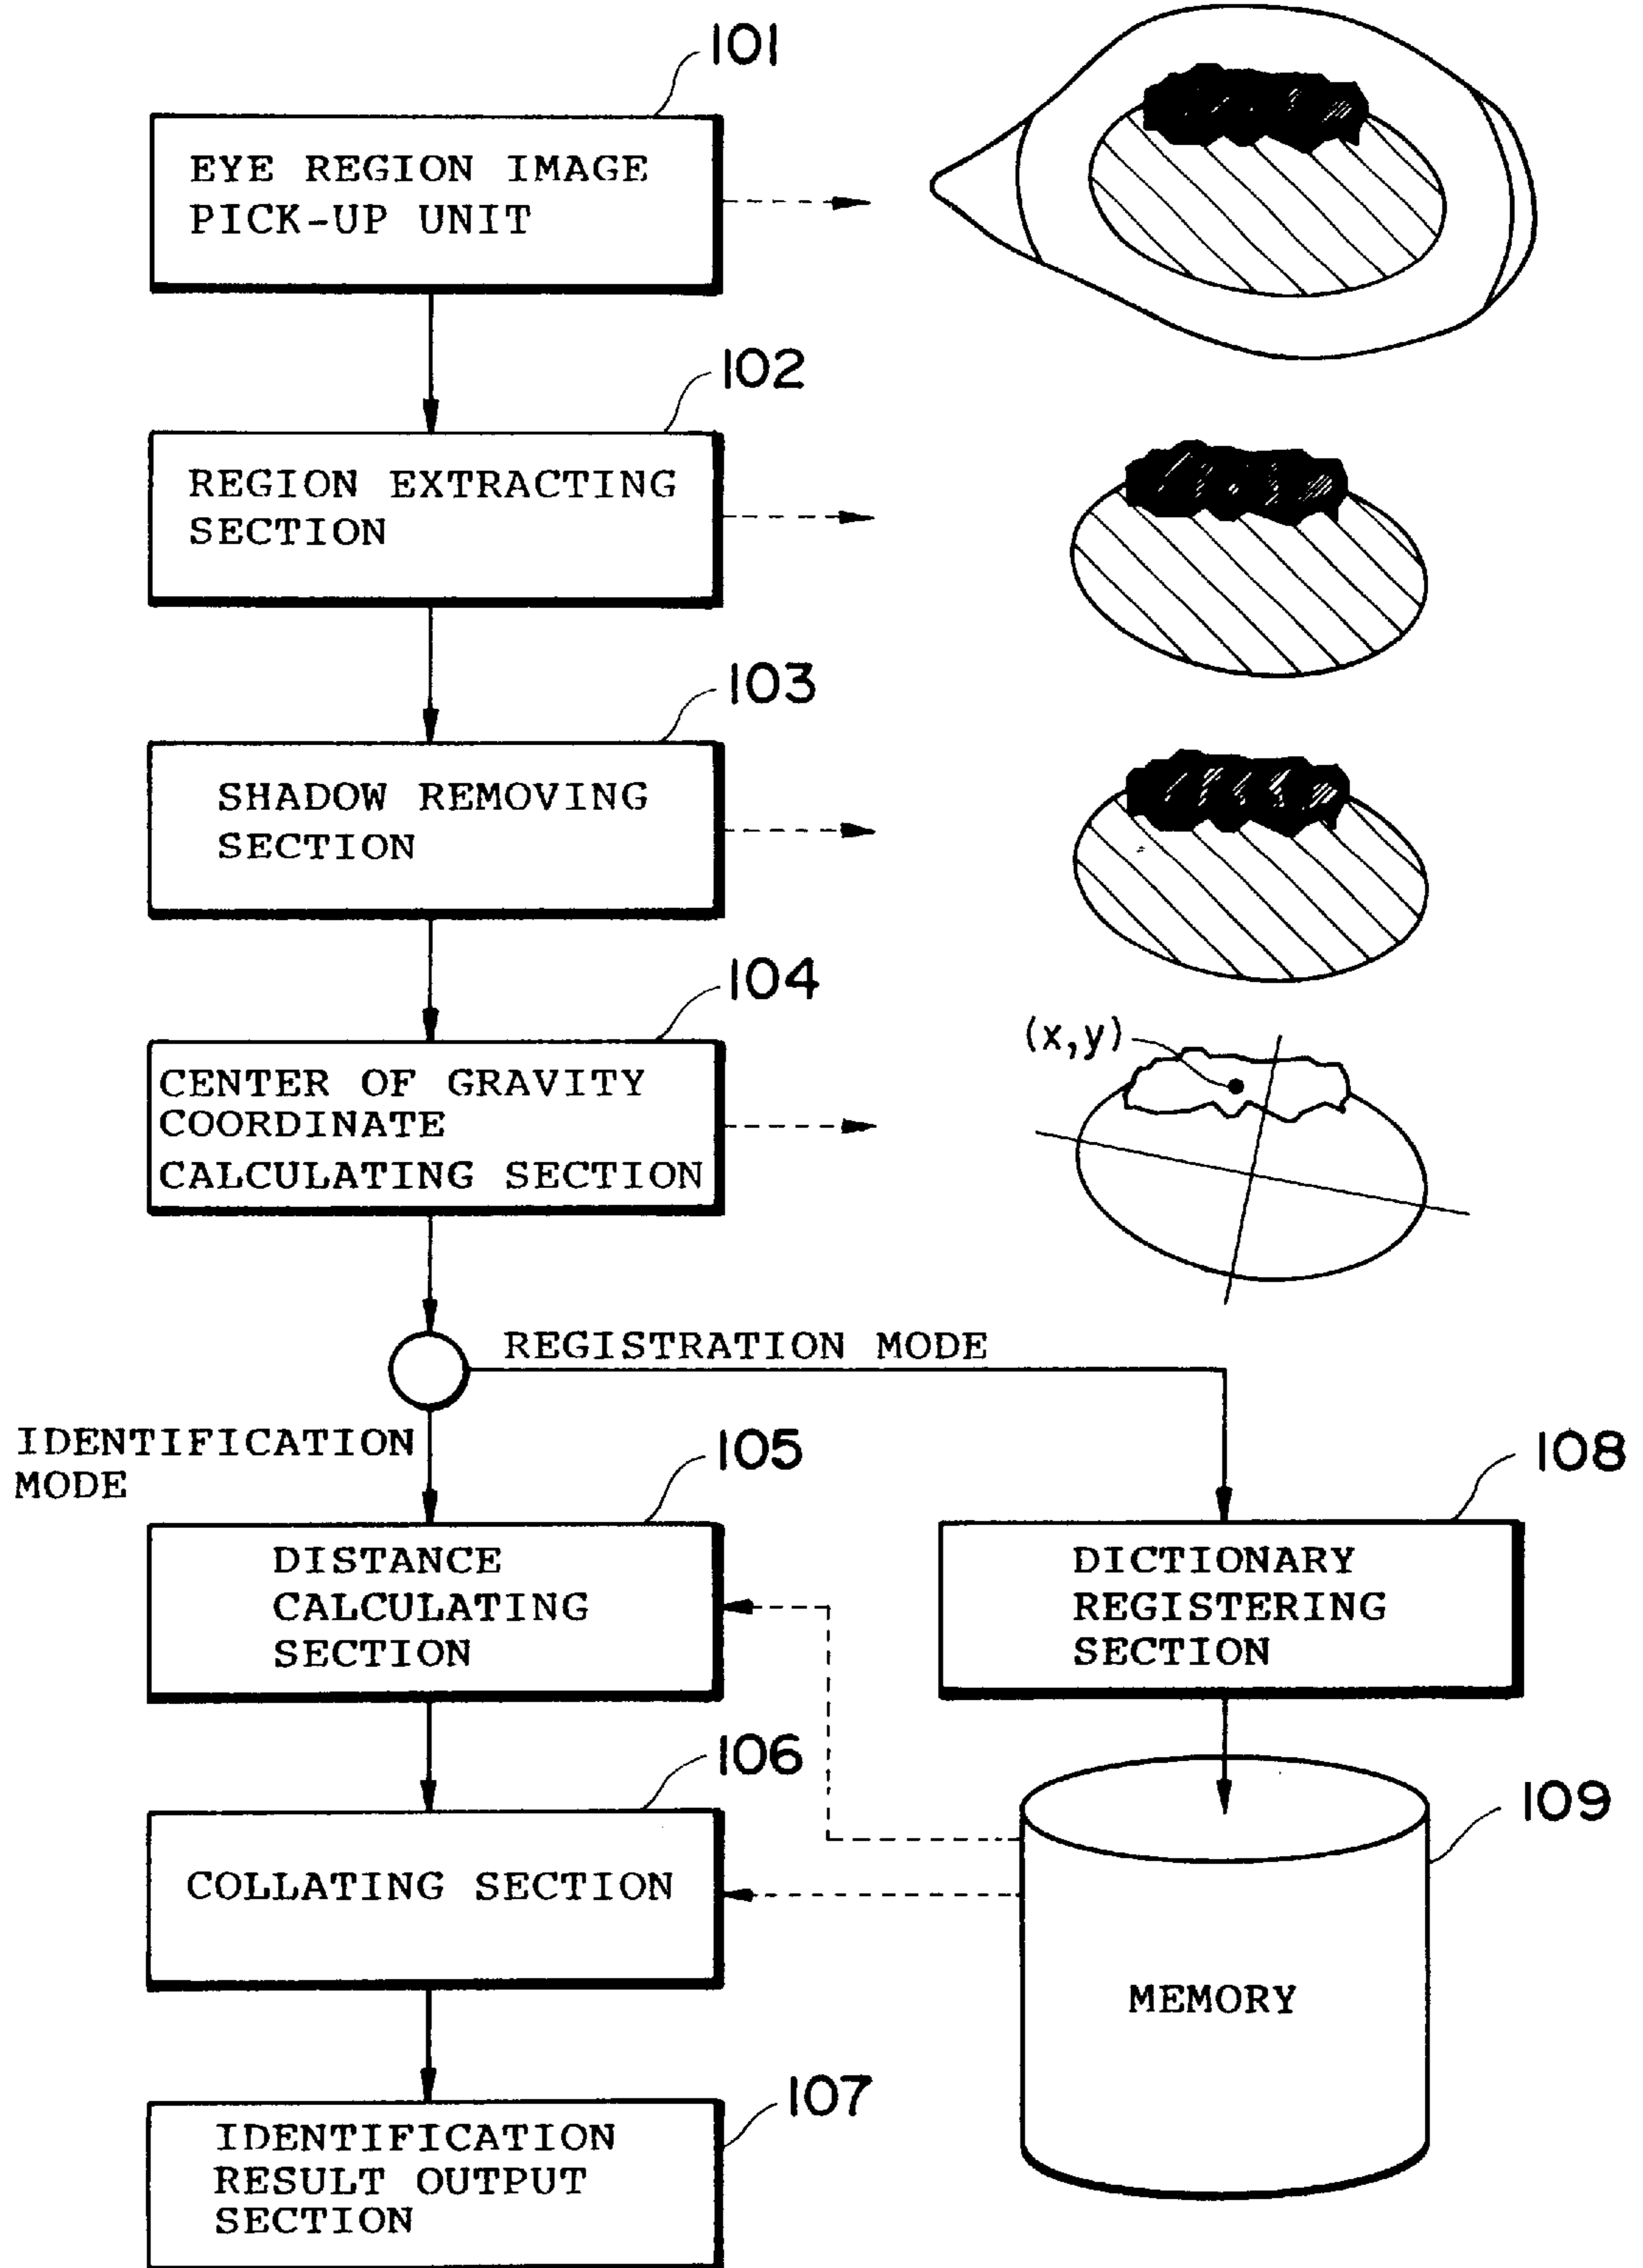 101
EYE REGION IMAGE
PICK-UP UNIT
102
REGION EXTRACTING
SECTION
103
SHADOW REMOVING
SECTION
104
CENTER OF GRAVITY
COORDINATE
CALCULATING SECTION
(x,y)
REGISTRATION MODE
IDENTIFICATION
MODE
105
DISTANCE
CALCULATING
SECTION
108
DICTIONARY
REGISTERING
SECTION
106
COLLATING SECTION
109
MEMORY
107
IDENTIFICATION
RESULT OUTPUT
SECTION